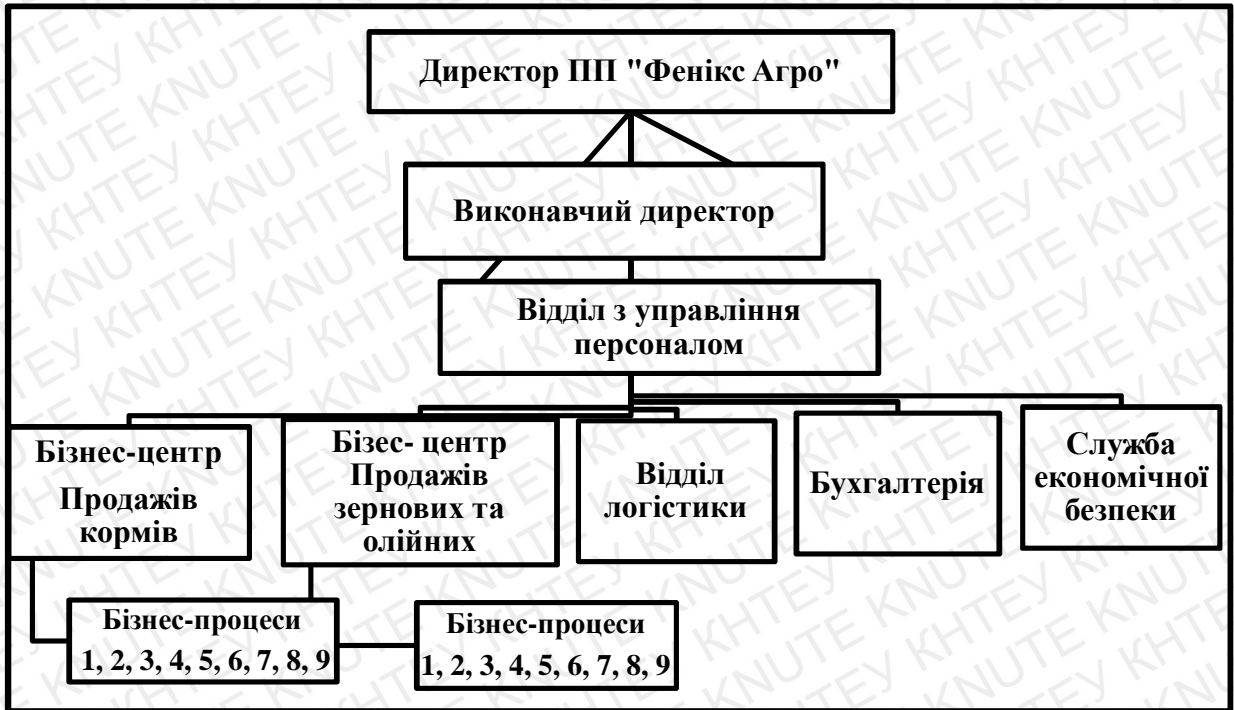 Директор ПП "Фенікс Агро"
Виконавчий директор
Відділ з управління
персоналом
Бізнес-центр
Продажів
кормів
Бізес- центр
Продажів
зернових та
олійних
Відділ
логістики
Бухгалтерія
Служба
економічної
безпеки
Бізнес-процеси
1, 2, 3, 4, 5, 6, 7, 8, 9
Бізнес-процеси
1, 2, 3, 4, 5, 6, 7, 8, 9